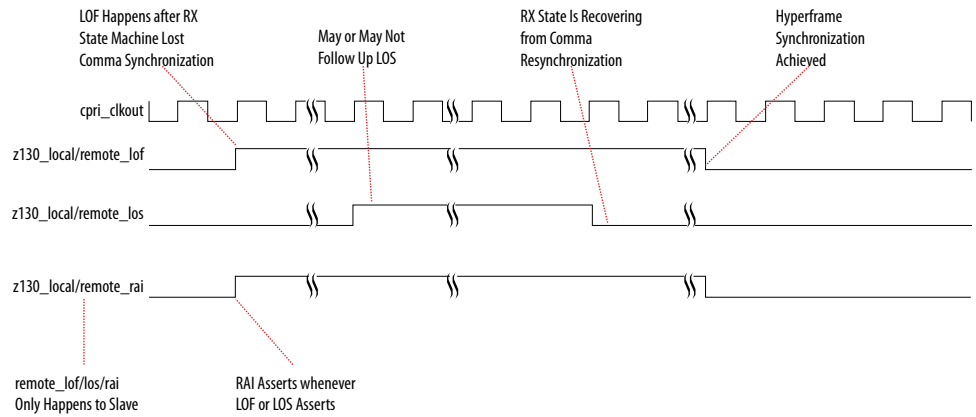 LOF Happens after RX
State Machine Lost
Comma Synchronization
May or May Not
Follow Up LOS
RX State Is Recovering
from Comma
Resynchronization
Hyperframe
Synchronization
Achieved
cpri_clkout
z130_local/remote_lof
z130_local/remote_los
z130_local/remote_rai
remote_lof/los/rai
Only Happens to Slave
RAI Asserts whenever
LOF or LOS Asserts